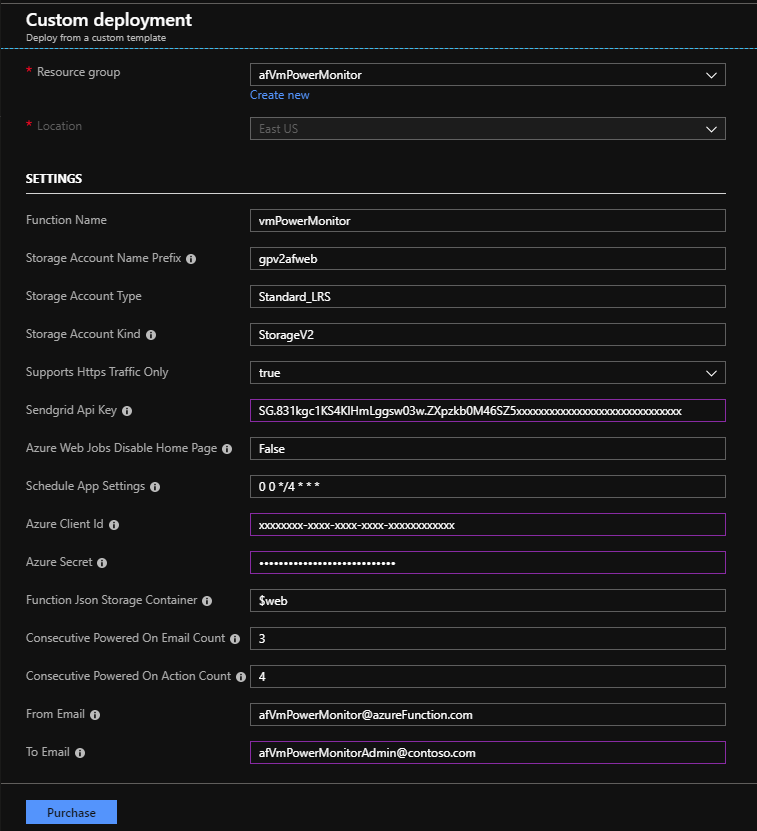 Custom deployment
Deploy from a custom template
* Resource group
afVmPowerMonitor
Create new
* Location
East US
SETTINGS
Function Name
vmPowerMonitor
Storage Account Name Prefix
gpv2afweb
Storage Account Type
Standard_LRS
Storage Account Kind
StorageV2
Supports Https Traffic Only
true
Sendgrid Api Key
SG.831kgc1KS4KlHmLggsw03w.ZXpzkb0M46SZ5xxxxxxxxxxxxxxxxxxxxxxxxxxxxxx
Azure Web Jobs Disable Home Page
False
Schedule App Settings
0 0 */4 * * *
Azure Client Id
xxxxxxxx-xxxx-xxxx-xxxx-xxxxxxxxxxxx
Azure Secret
••••••••••••••••••••••••••••
Function Json Storage Container
$web
Consecutive Powered On Email Count
3
Consecutive Powered On Action Count
4
From Email
afVmPowerMonitor@azureFunction.com
To Email
afVmPowerMonitorAdmin@contoso.com
Purchase